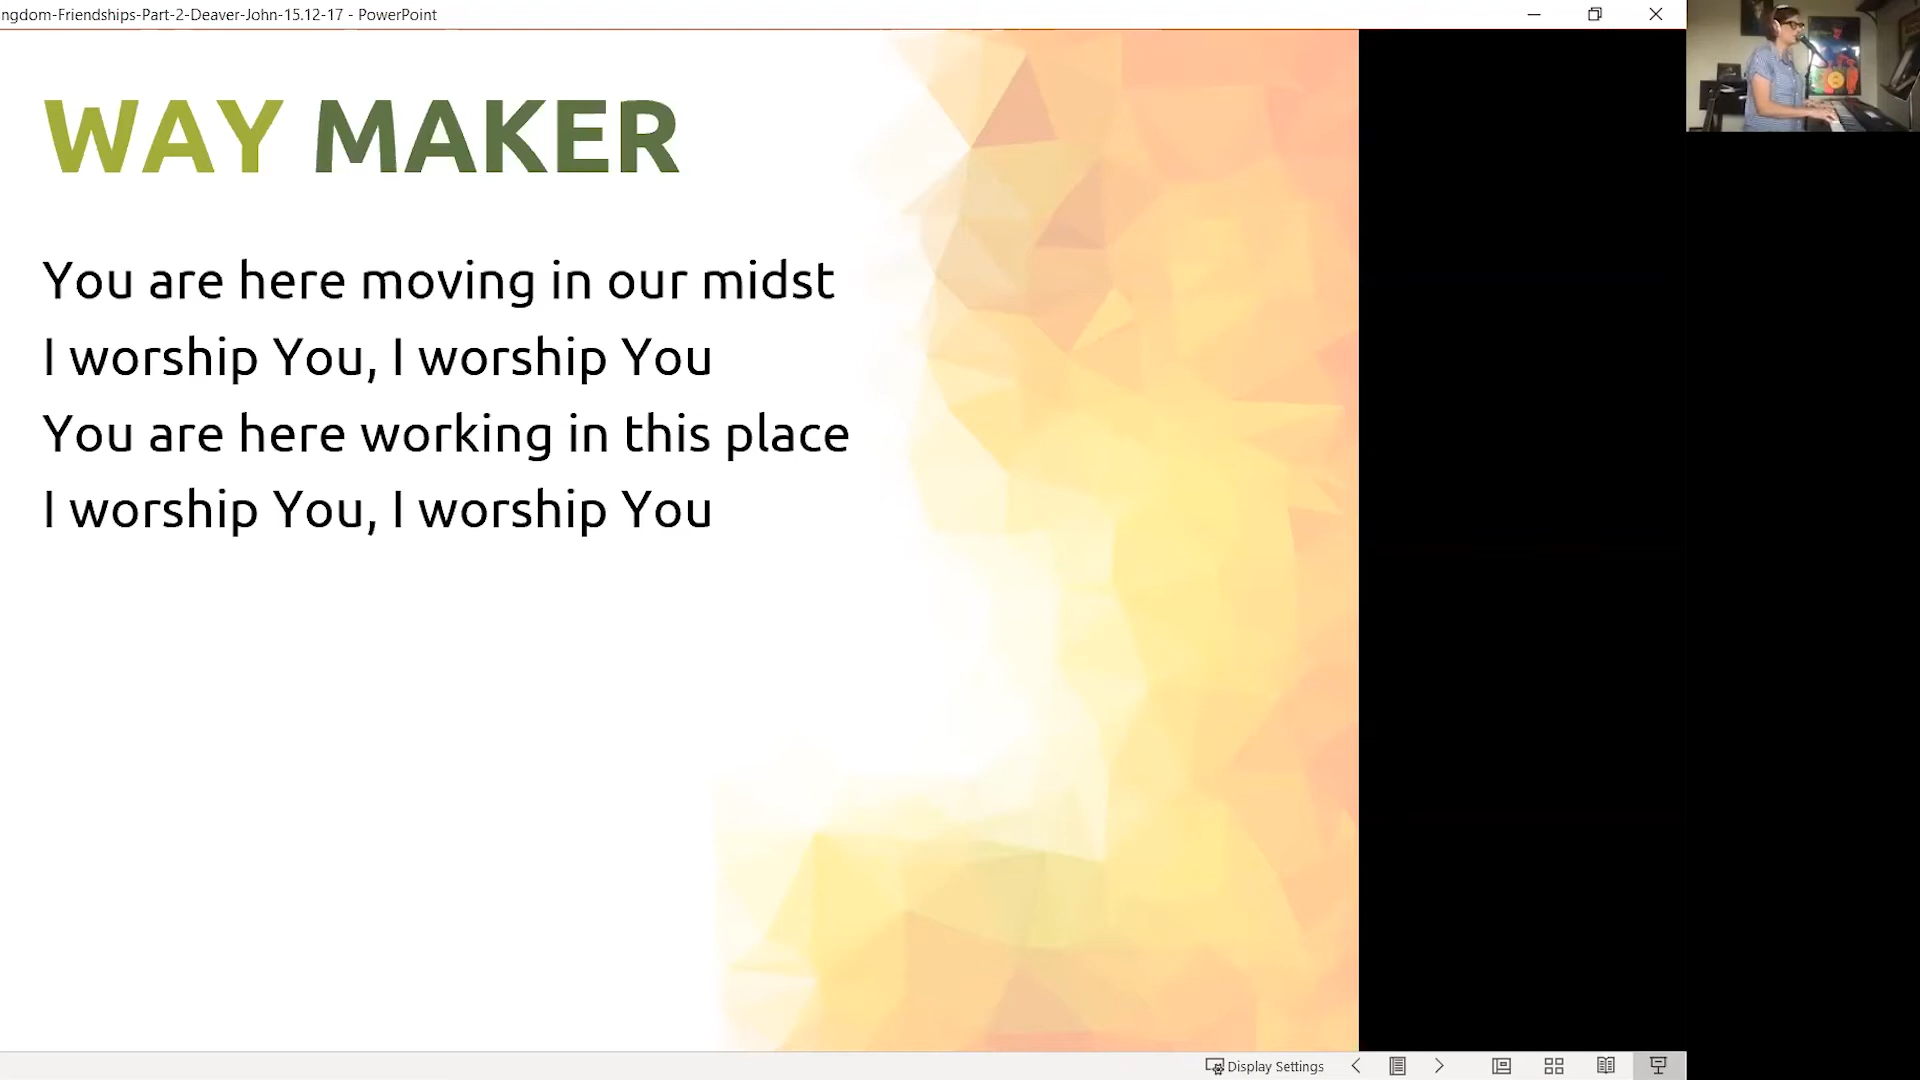 ngdom-Friendships-Part-2-Deaver-John-15.12-17 - PowerPoint
WAY MAKER
You are here moving in our midst
I worship You, I worship You
You are here working in this place
I worship You, I worship You
Display Settings